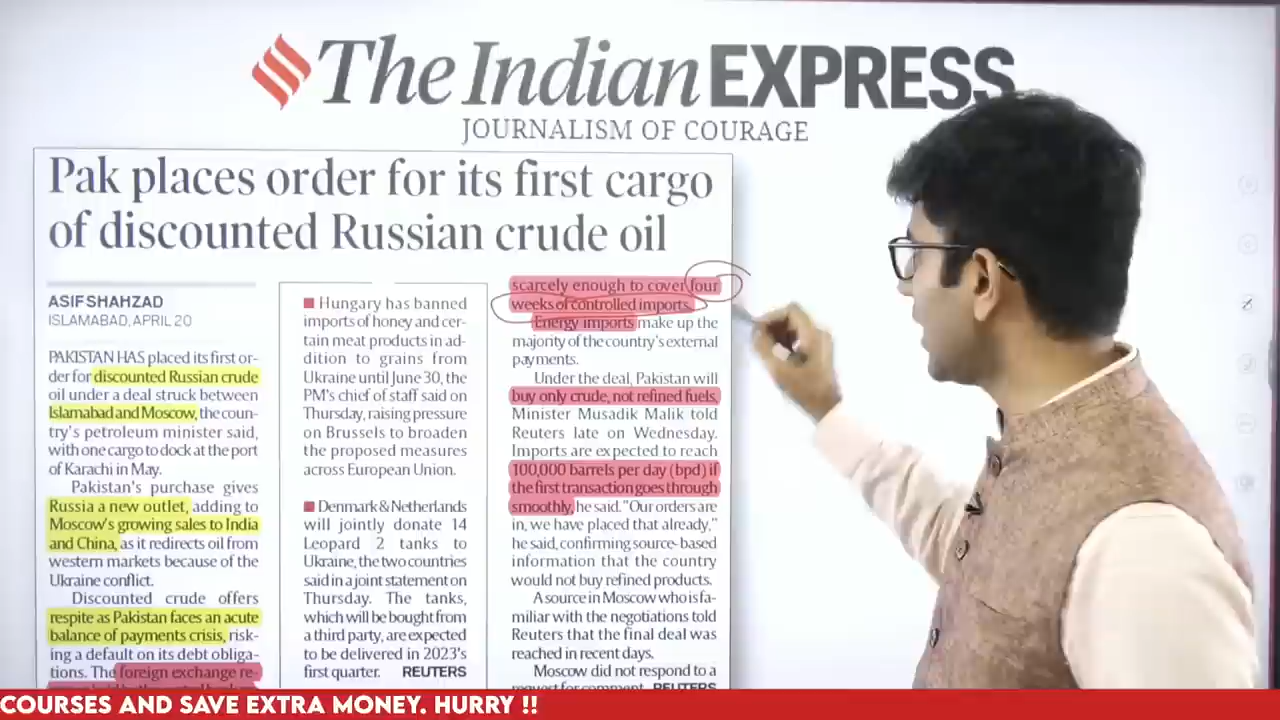 The Indian EXPRESS
JOURNALISM OF COURAGE
Pak places order for its first cargo
of discounted Russian crude oil
ASIF SHAHZAD
ISLAMABAD, APRIL 20
PAKISTAN HAS placed its first or-
der for discounted Russian crude
oil under a deal struck between
Islamabad and Moscow, the coun-
try's petroleum minister said,
with one cargo to dock at the port
of Karachi in May.
Pakistan's purchase gives
Russia a new outlet, adding to
Moscow's growing sales to India
and China, as it redirects oil from
western markets because of the
Ukraine conflict.
Discounted crude offers
respite as Pakistan faces an acute
balance of payments crisis, risk-
ing a default on its debt obliga-
tions. The foreign exchange re-
■ Hungary has banned
imports of honey and cer-
tain meat products in ad-
dition to grains from
Ukraine until June 30, the
PM's chief of staff said on
Thursday, raising pressure
on Brussels to broaden
the proposed measures
across European Union.
■ Denmark & Netherlands
will jointly donate 14
Leopard 2 tanks to
Ukraine, the two countries
said in a joint statement on
Thursday. The tanks,
which will be bought from
a third party, are expected
to be delivered in 2023's
first quarter. REUTERS
scarcely enough to cover four
weeks of controlled imports.
Energy imports make up the
majority of the country's external
payments.
Under the deal, Pakistan will
buy only crude, not refined fuels,
Minister Musadik Malik told
Reuters late on Wednesday.
Imports are expected to reach
100,000 barrels per day (bpd) if
the first transaction goes through
smoothly, he said. "Our orders are
in, we have placed that already,"
he said, confirming source-based
information that the country
would not buy refined products.
A source in Moscow who is fa-
miliar with the negotiations told
Reuters that the final deal was
reached in recent days.
Moscow did not respond to a
request for comment. REUTERS
COURSES AND SAVE EXTRA MONEY. HURRY !!